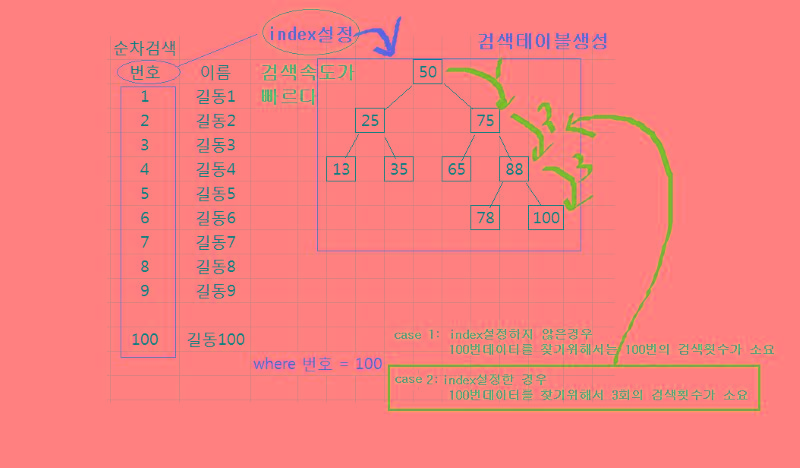 순차검색
index설정
검색테이블생성
번호 이름
검색속도가
빠르다
1 길동1
2 길동2
3 길동3
4 길동4
5 길동5
6 길동6
7 길동7
8 길동8
9 길동9
100 길동100
50
25 75
13 35 65 88
78 100
1
2
3
where 번호 = 100
case 1: index설정하지 않은경우
100번데이터를 찾기위해서는 100번의 검색횟수가 소요
case 2: index설정한 경우
100번데이터를 찾기위해서 3회의 검색횟수가 소요